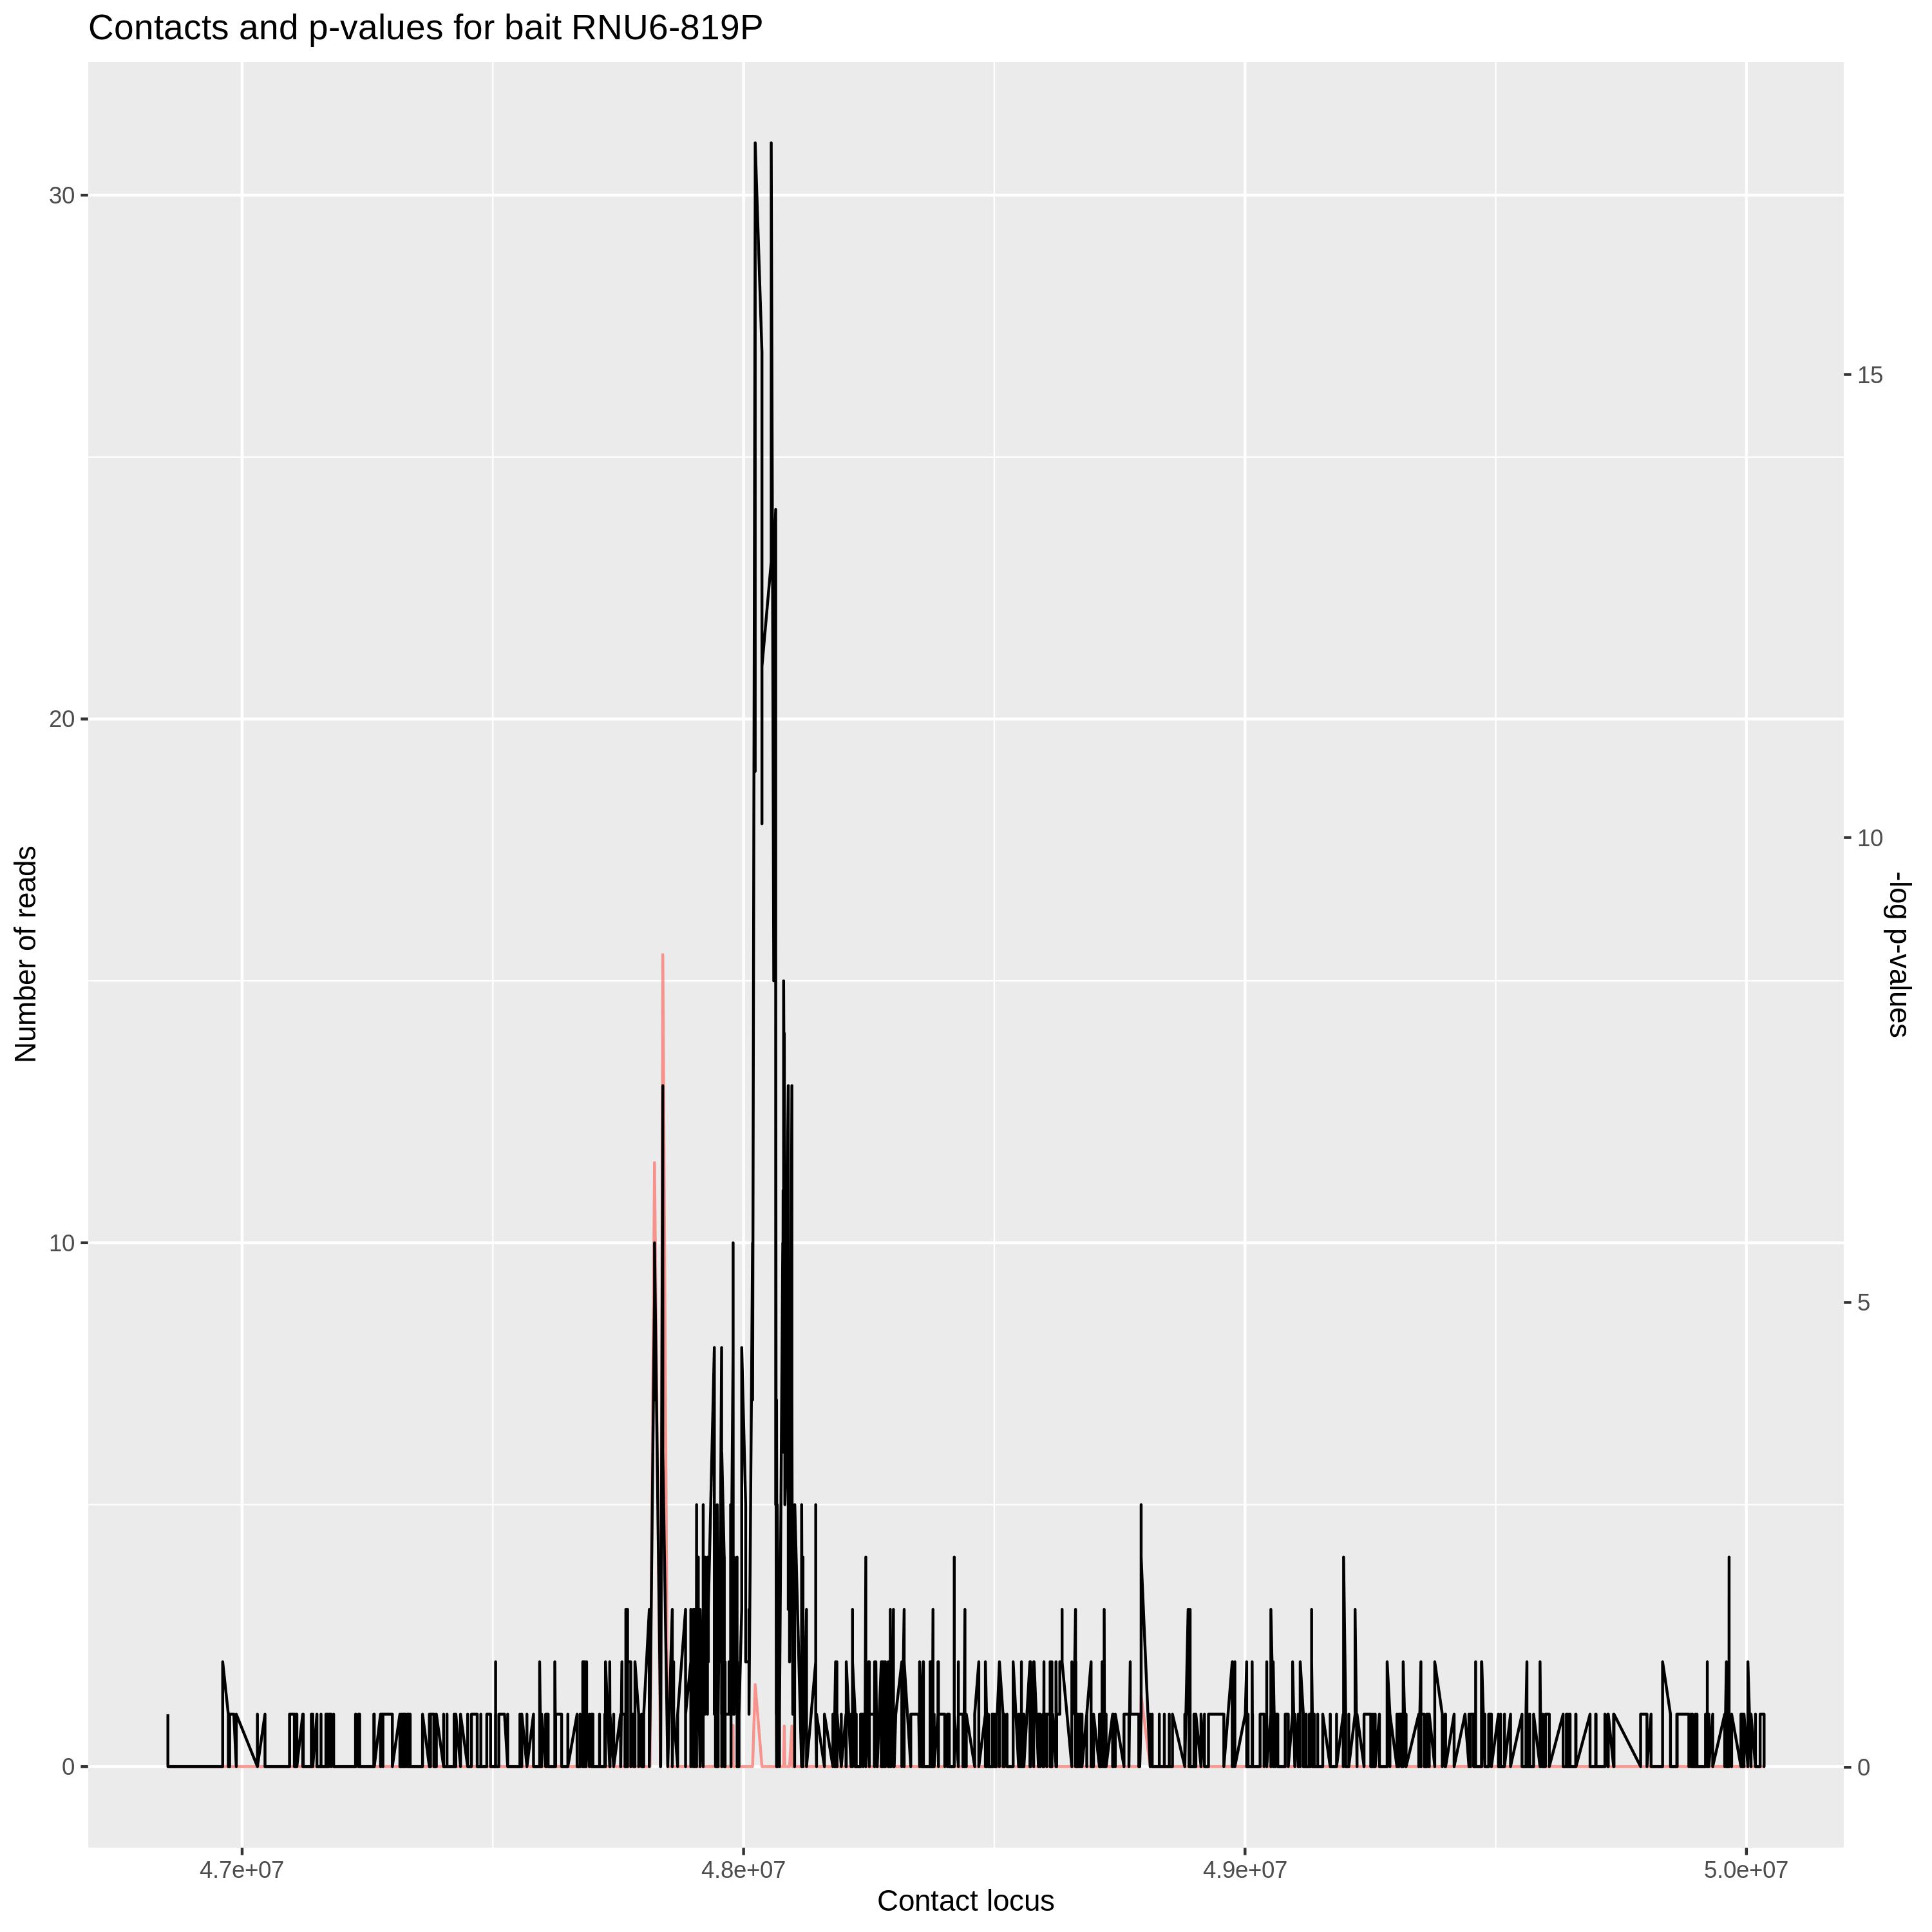 Contacts and p-values for bait RNU6-819P
30
20
10
0
Number of reads
15
10
5
0
-log p-values
4.7e+07
4.8e+07
4.9e+07
5.0e+07
Contact locus